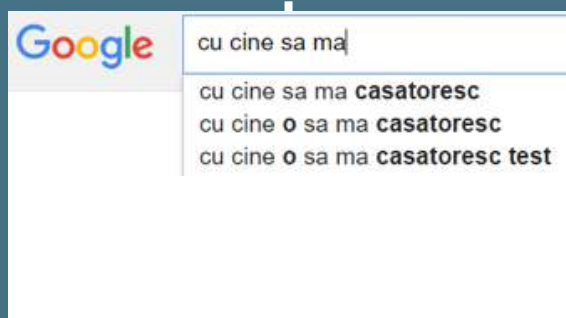 Google cu cine sa ma
cu cine sa ma casatoresc
cu cine o sa ma casatoresc
cu cine o sa ma casatoresc test